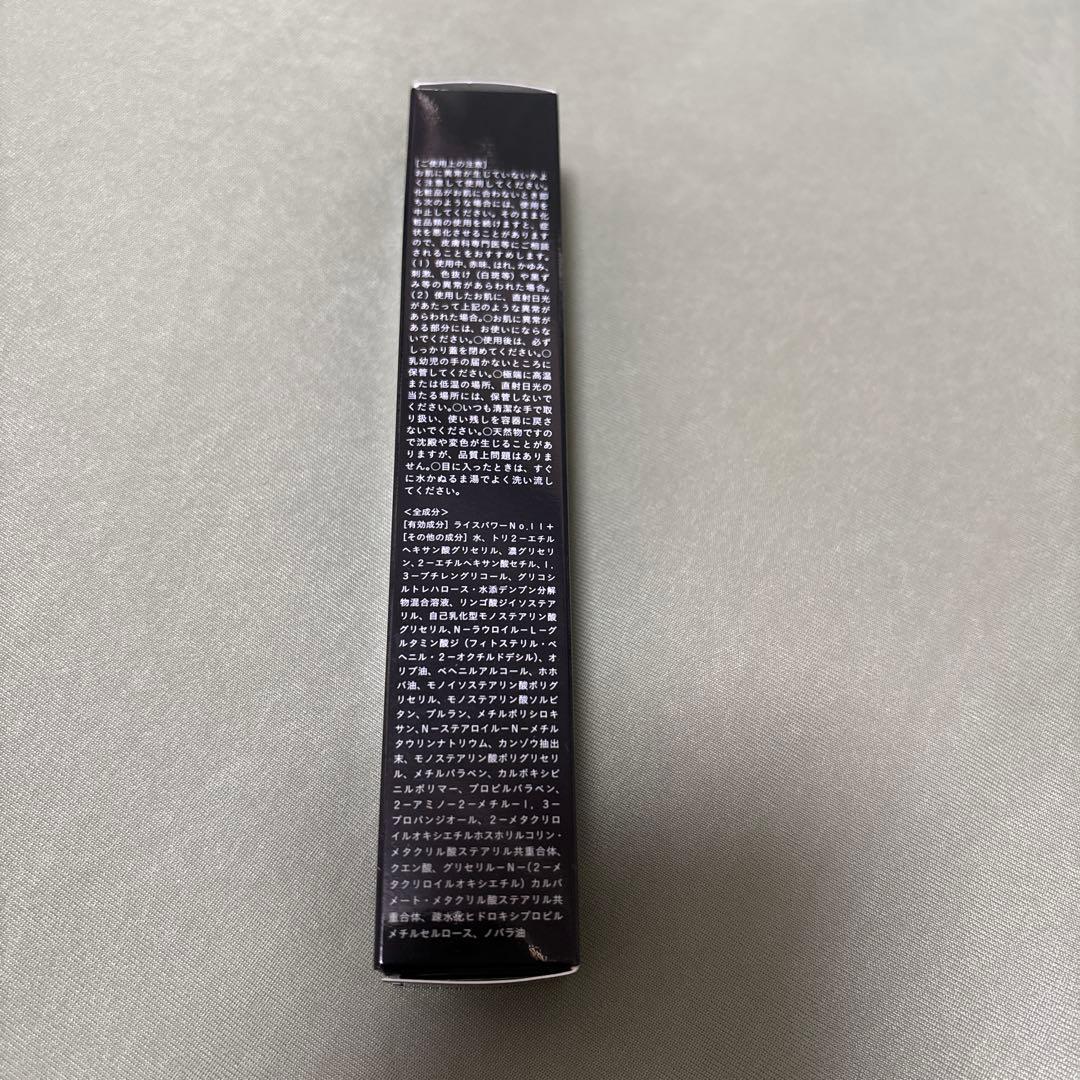 [ご使用上の注意]
お肌に異常が生じていないかよ
く注意して使用してください。
化粧品がお肌に合わないとき即
ち次のような場合には、使用を
中止してください。そのまま化
粧品類の使用を続けますと、症
状を悪化させることがあります
ので、皮膚科専門医等にご相談
されることをおすすめします。
(1)使用中、赤味、はれ、かゆみ、
刺激、色抜け(白斑等)や黒ず
み等の異常があらわれた場合。
(2)使用したお肌に、直射日光
があたって上記のような異常が
あらわれた場合。○お肌に異常が
ある部分には、お使いにならな
いでください。○使用後は、必ず
しっかり蓋を閉めてください。○
乳幼児の手の届かないところに
保管してください。○極端に高温
または低温の場所、直射日光の
当たる場所には、保管しないで
ください。○いつも清潔な手で取
り扱い、使い残しを容器に戻さ
ないでください。○天然物ですの
で沈殿や変色が生じることがあ
りますが、品質上問題はありま
せん。○目に入ったときは、すぐ
に水かぬるま湯でよく洗い流し
てください。
<全成分>
[有効成分] ライスパワーNo.11+
[その他の成分] 水、トリ2-エチル
ヘキサン酸グリセリル、濃グリセリ
ン、2-エチルヘキサン酸セチル、1,
3-ブチレングリコール、グリコシ
ルトレハロース・水添デンプン分解
物混合溶液、リンゴ酸ジイソステア
リル、自己乳化型モノステアリン酸
グリセリル、N-ラウロイル-L-グ
ルタミン酸ジ(フィトステリル・ベ
ヘニル・2-オクチルドデシル)、オ
リブ油、ベヘニルアルコール、ホホ
バ油、モノイソステアリン酸ポリグ
リセリル、モノステアリン酸ソルビ
タン、プルラン、メチルポリシロキ
サン、N-ステアロイル-N-メチル
タウリンナトリウム、カンゾウ抽出
末、モノステアリン酸ポリグリセリ
ル、メチルパラベン、カルボキシビ
ニルポリマー、プロピルパラベン、
2-アミノ-2-メチル-1,3-
プロパンジオール、2-メタクリロ
イルオキシエチルホスホリルコリン・
メタクリル酸ステアリル共重合体、
クエン酸、グリセリル-N-(2-メ
タクリロイルオキシエチル)カルバ
メート・メタクリル酸ステアリル共
重合体、疎水化ヒドロキシプロピル
メチルセルロース、ノバラ油